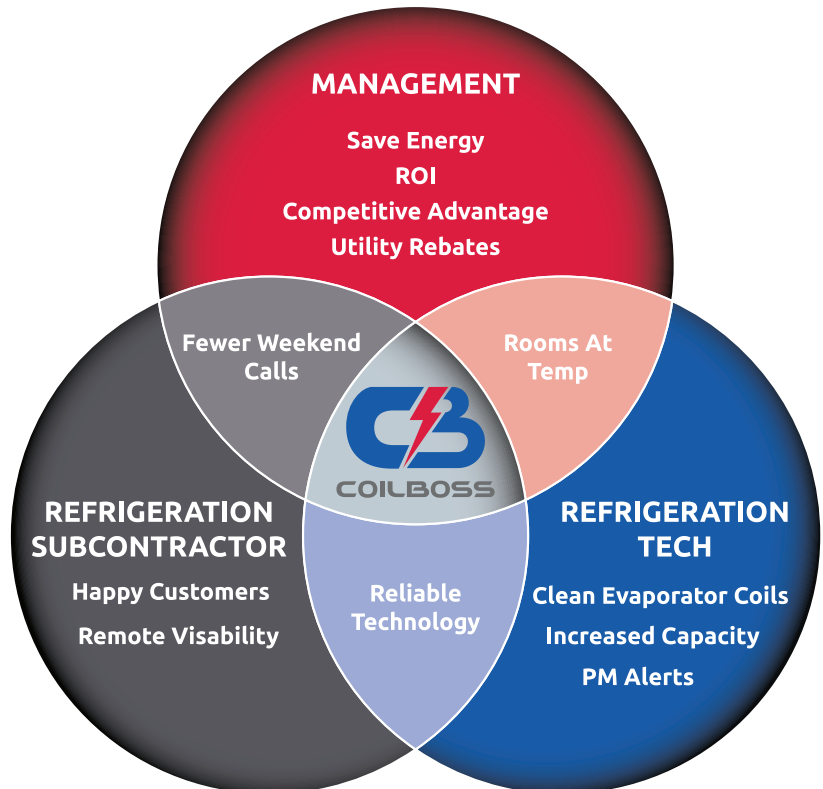 MANAGEMENT
Save Energy
ROI
Competitive Advantage
Utility Rebates
Fewer Weekend
Calls
Rooms At
Temp
CB
COILBOSS
REFRIGERATION
SUBCONTRACTOR
Happy Customers
Remote Visability
Reliable
Technology
REFRIGERATION
TECH
Clean Evaporator Coils
Increased Capacity
PM Alerts